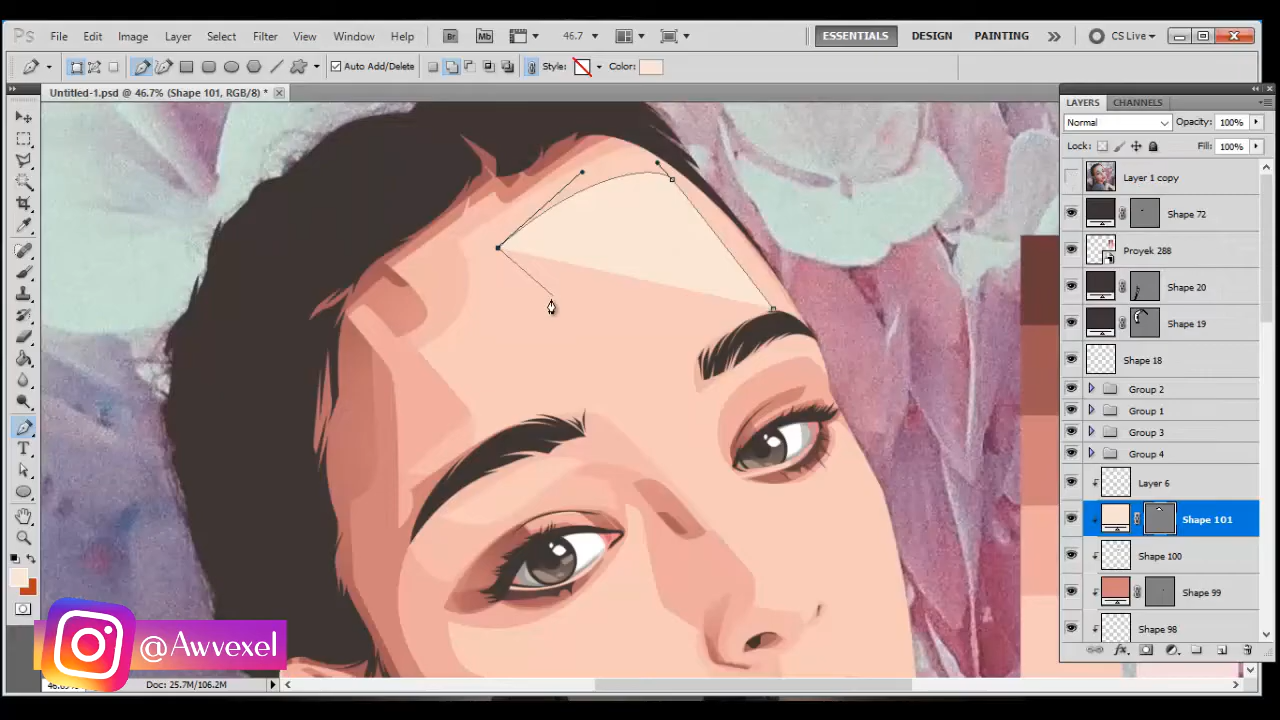 Ps File Edit Image Layer Select Filter View Window Help Br Mb 46.7 ESSENTIALS DESIGN PAINTING CS Live
Auto Add/Delete Style: Color:
Untitled-1.psd @ 46.7% (Shape 101, RGB/8) *
LAYERS CHANNELS
Normal Opacity: 100%
Lock: Fill: 100%
Layer 1 copy
Shape 72
Proyek 288
Shape 20
Shape 19
Shape 18
Group 2
Group 1
Group 3
Group 4
Layer 6
Shape 101
Shape 100
Shape 99
Shape 98
T
fx
@Awvexel
Doc: 25.7M/106.2M